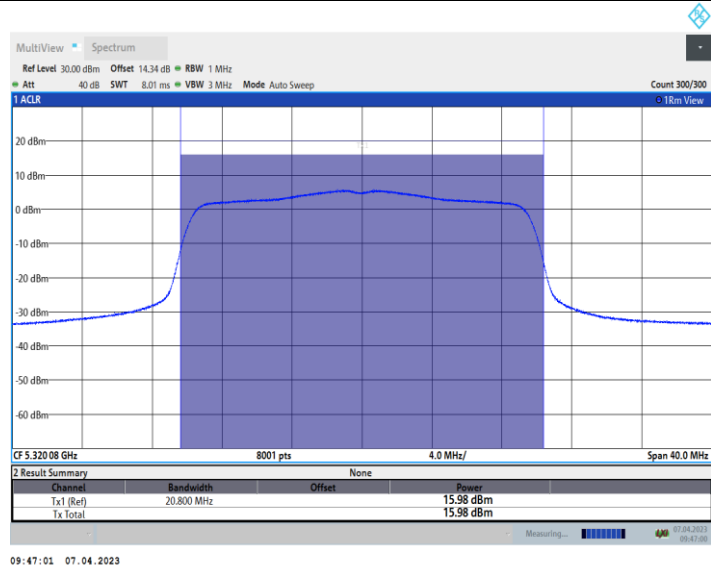 MultiView Spectrum
Ref Level 30.00 dBm Offset 14.34 dB RBW 1 MHz
Att 40 dB SWT 8.01 ms VBW 3 MHz Mode Auto Sweep Count 300/300
1 ACLR 1Rm View
20 dBm
10 dBm
0 dBm
-10 dBm
-20 dBm
-30 dBm
-40 dBm
-50 dBm
-60 dBm
CF 5.320 08 GHz 8001 pts 4.0 MHz/ Span 40.0 MHz
2 Result Summary None
Channel Bandwidth Offset Power
Tx1 (Ref) 20.800 MHz 15.98 dBm
Tx Total 15.98 dBm
Measuring... 07.04.2023
09:47:00
09:47:01 07.04.2023